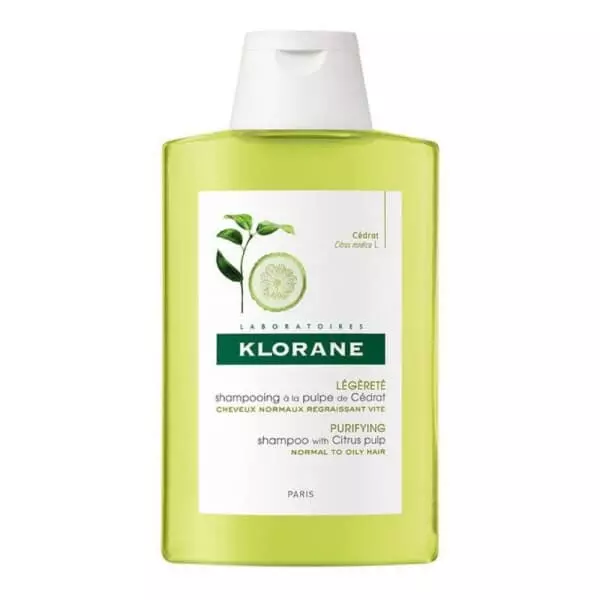 Cédrat
Citrus medica L.
LABORATOIRES
KLORANE
LÉGÈRETÉ
shampooing à la pulpe de Cédrat
CHEVEUX NORMAUX REGRAISSANT VITE
PURIFYING
shampoo with Citrus pulp
NORMAL TO OILY HAIR
PARIS